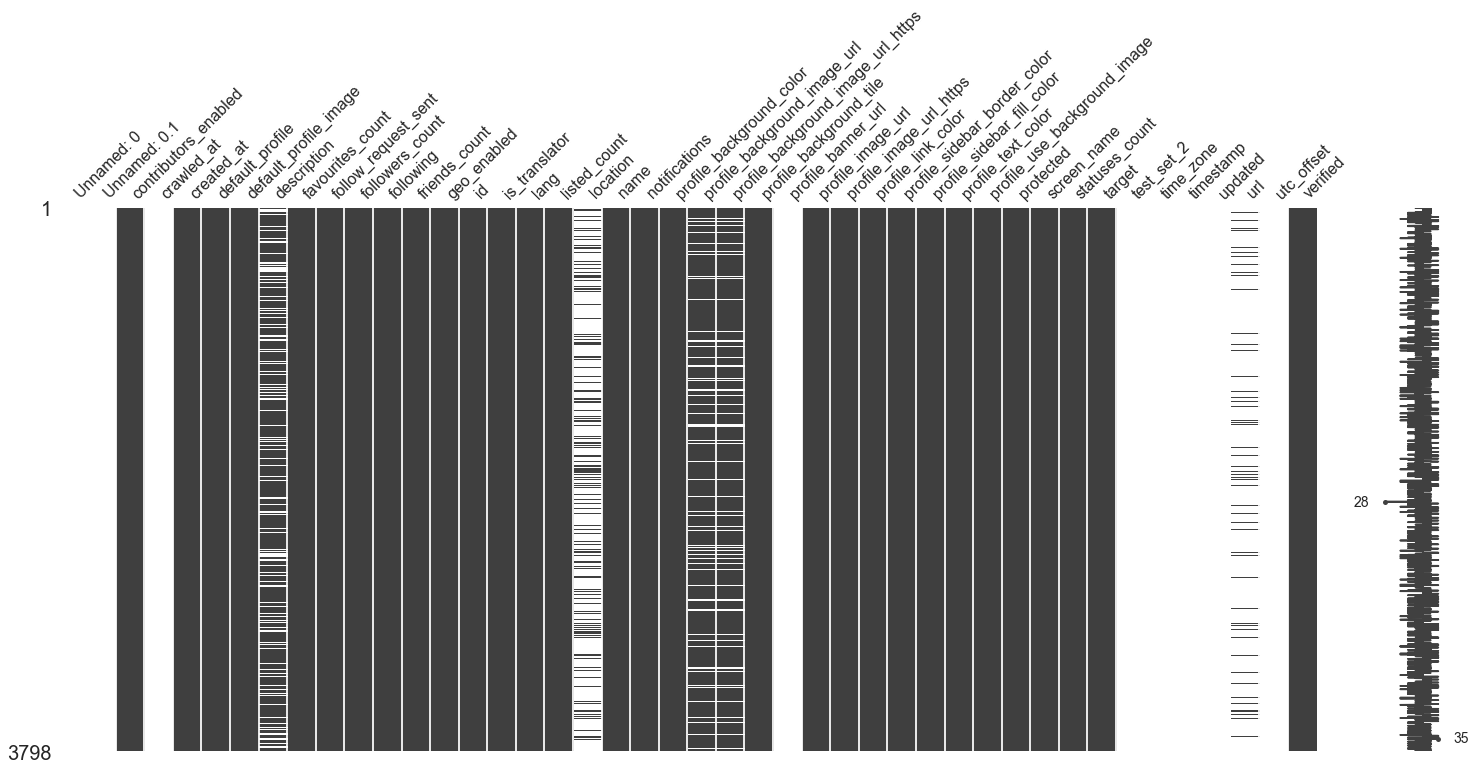 Unnamed: 0
Unnamed: 0.1
contributors_enabled
crawled_at
created_at
default_profile
default_profile_image
description
favourites_count
follow_request_sent
followers_count
following
friends_count
geo_enabled
id
is_translator
lang
listed_count
location
name
notifications
profile_background_color
profile_background_image_url
profile_background_image_url_https
profile_background_tile
profile_banner_url
profile_image_url
profile_image_url_https
profile_link_color
profile_sidebar_border_color
profile_sidebar_fill_color
profile_text_color
profile_use_background_image
protected
screen_name
statuses_count
target
test_set_2
time_zone
timestamp
updated
url
utc_offset
verified
1
28
35
3798